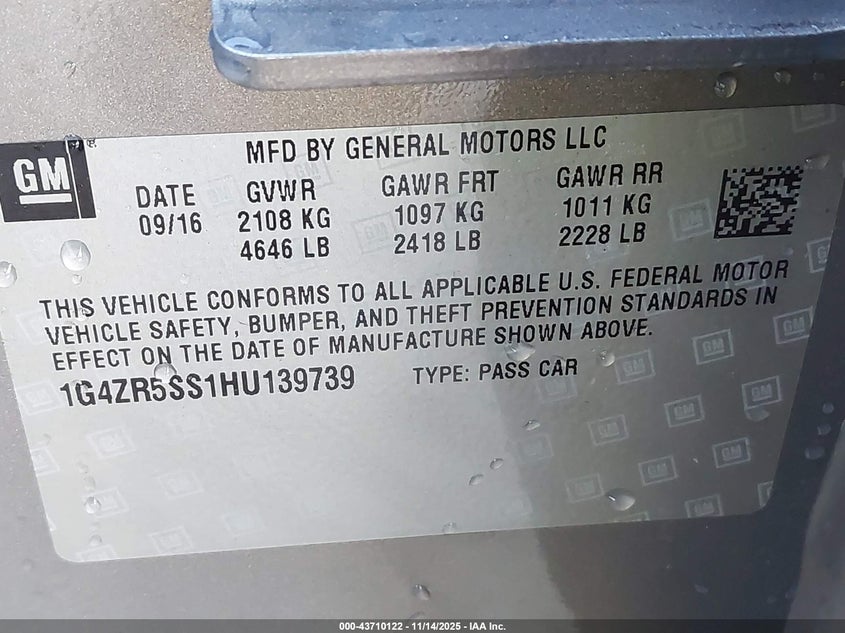 GM
MFD BY GENERAL MOTORS LLC
DATE GVWR GAWR FRT GAWR RR
09/16 2108 KG 1097 KG 1011 KG
4646 LB 2418 LB 2228 LB
THIS VEHICLE CONFORMS TO ALL APPLICABLE U.S. FEDERAL MOTOR
VEHICLE SAFETY, BUMPER, AND THEFT PREVENTION STANDARDS IN
EFFECT ON THE DATE OF MANUFACTURE SHOWN ABOVE.
1G4ZR5SS1HU139739 TYPE: PASS CAR
000-43710122 - 11/14/2025 - IAA Inc.